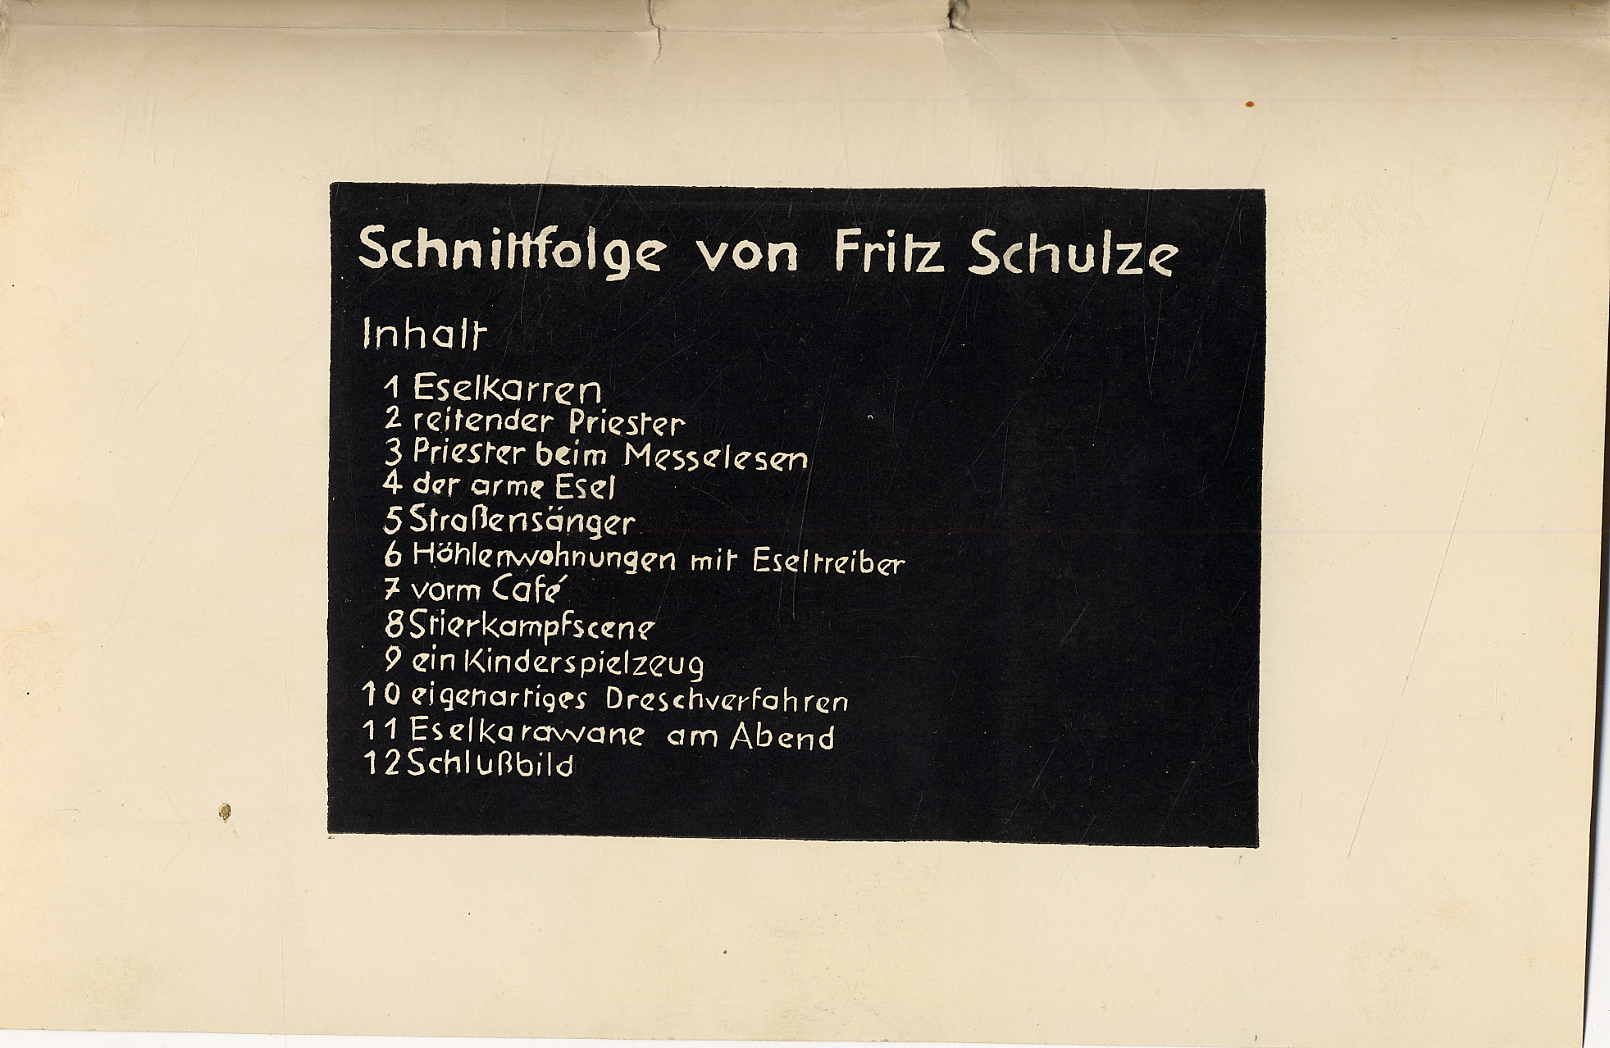 Schnittfolge von Fritz Schulze
Inhalt
1 Eselkarren
2 reitender Priester
3 Priester beim Messelesen
4 der arme Esel
5 Straßensänger
6 Höhlenwohnungen mit Eseltreiber
7 vorm Café
8 Stierkampfscene
9 ein Kinderspielzeug
10 eigenartiges Dreschverfahren
11 Eselkarawane am Abend
12 Schlußbild